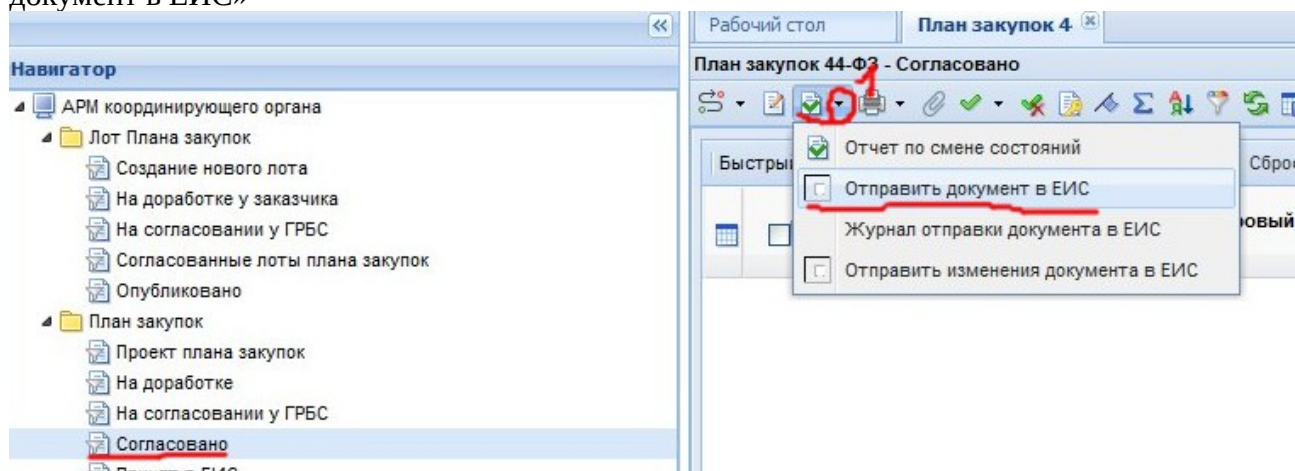 документ в ЕИС»
Навигатор
АРМ координирующего органа
Лот Плана закупок
Создание нового лота
На доработке у заказчика
На согласовании у ГРБС
Согласованные лоты плана закупок
Опубликовано
План закупок
Проект плана закупок
На доработке
На согласовании у ГРБС
Согласовано
Рабочий стол
План закупок 4
План закупок 44-ФЗ - Согласовано
1
Отчет по смене состояний
Отправить документ в ЕИС
Журнал отправки документа в ЕИС
Отправить изменения документа в ЕИС